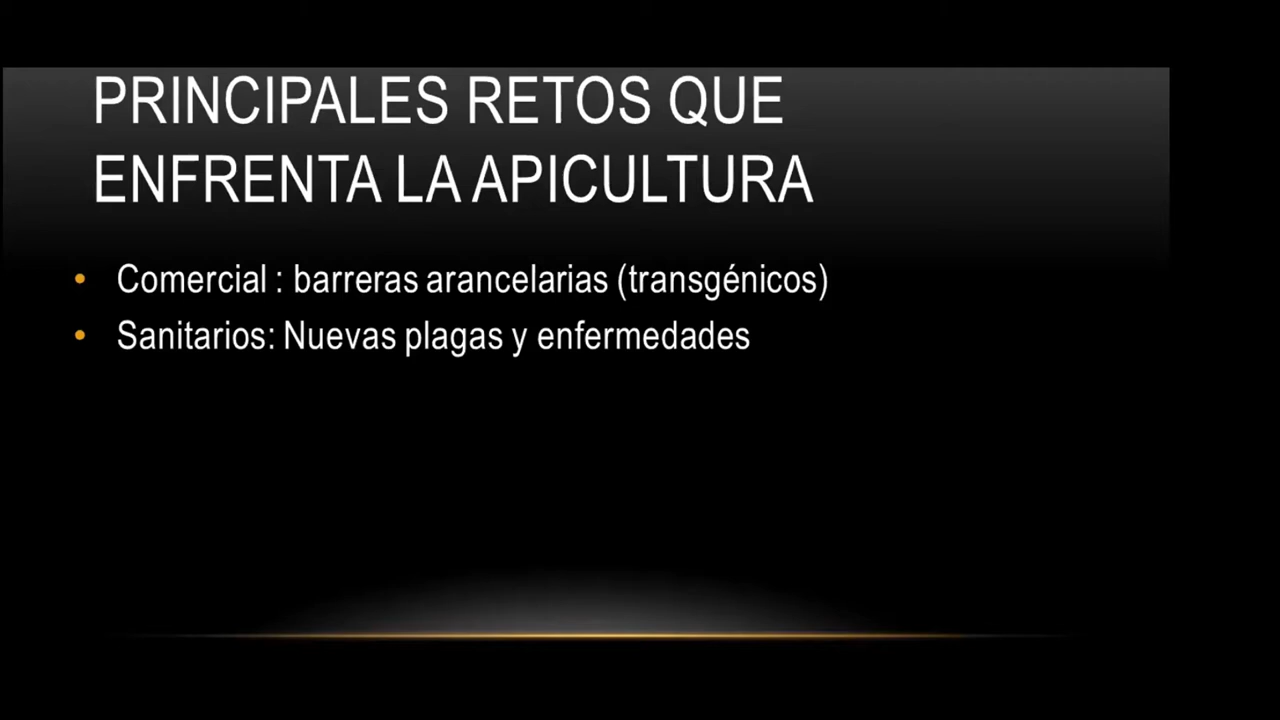 PRINCIPALES RETOS QUE
ENFRENTA LA APICULTURA
• Comercial : barreras arancelarias (transgénicos)
• Sanitarios: Nuevas plagas y enfermedades